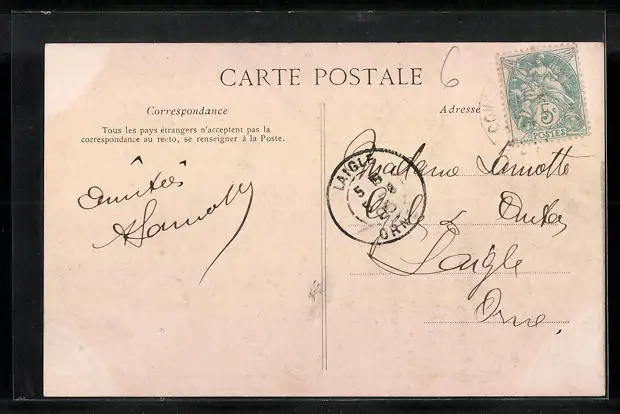 6
CARTE POSTALE
Correspondance
Adresse
Tous les pays étrangers n'acceptent pas la
correspondance au recto, se renseigner à la Poste.
5c
POSTES
Amitiés
LAIGLE
ORNE
Madame Lamotte
Laigle
Orne